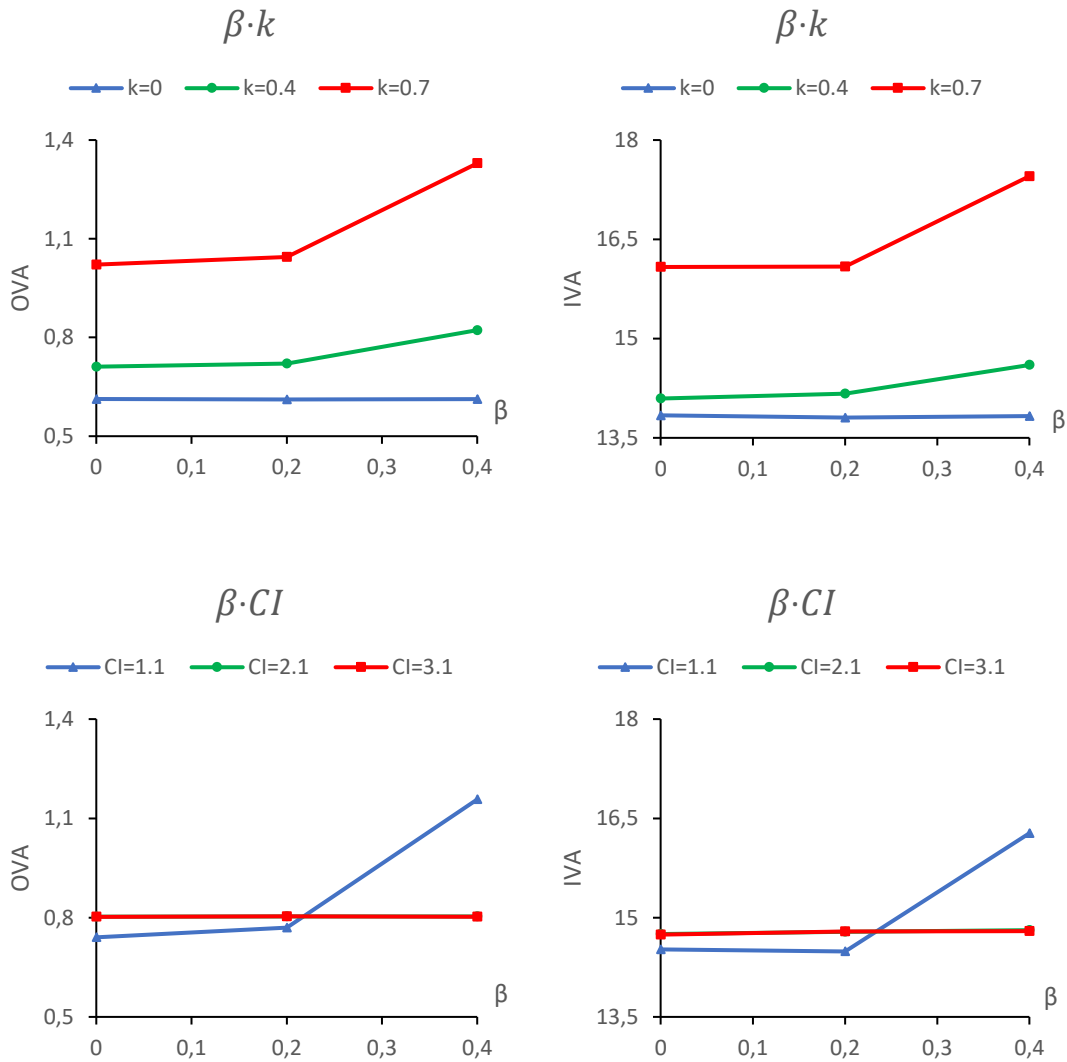 β·k
k=0 k=0.4 k=0.7
1,4
1,1
0,8
0,5
OVA
β
0 0,1 0,2 0,3 0,4
β·k
k=0 k=0.4 k=0.7
18
16,5
15
13,5
IVA
β
0 0,1 0,2 0,3 0,4
β·CI
CI=1.1 CI=2.1 CI=3.1
1,4
1,1
0,8
0,5
OVA
β
0 0,1 0,2 0,3 0,4
β·CI
CI=1.1 CI=2.1 CI=3.1
18
16,5
15
13,5
IVA
β
0 0,1 0,2 0,3 0,4